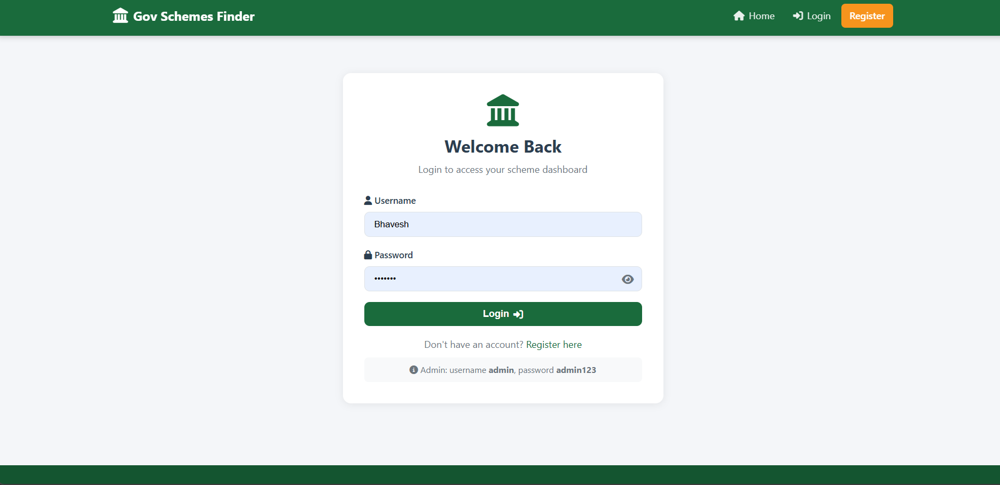 Gov Schemes Finder
Home
Login
Register
Welcome Back
Login to access your scheme dashboard
Username
Bhavesh
Password
•••••••
Login
Don't have an account? Register here
Admin: username admin, password admin123